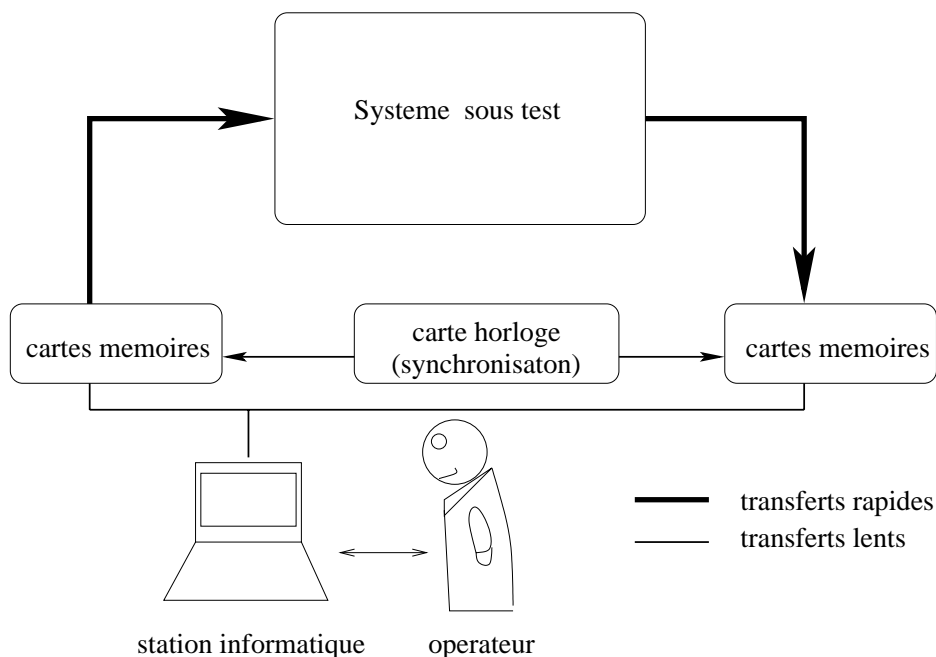 Systeme sous test
cartes memoires
carte horloge
(synchronisaton)
cartes memoires
transferts rapides
transferts lents
station informatique
operateur